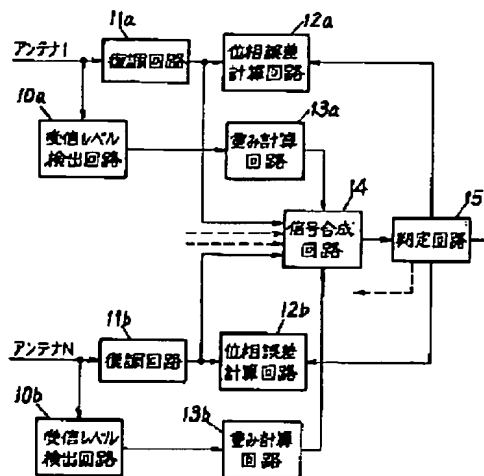 11a
12a
アンテナ1
復調回路
位相誤差
計算回路
10a
13a
受信レベル
検出回路
重み計算
回路
14
15
信号合成
回路
判定回路
11b
12b
アンテナN
復調回路
位相誤差
計算回路
10b
13b
受信レベル
検出回路
重み計算
回路